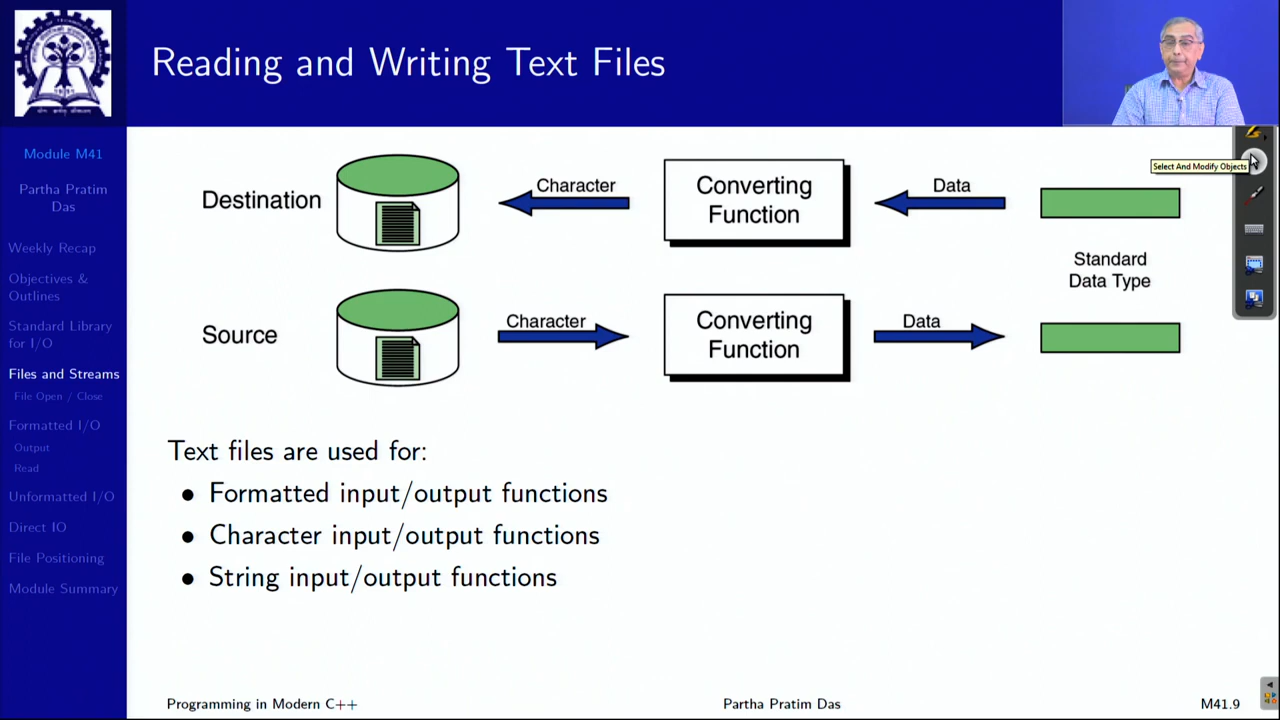 Reading and Writing Text Files
Module M41
Partha Pratim
Das
Weekly Recap
Objectives &
Outlines
Standard Library
for I/O
Files and Streams
File Open / Close
Formatted I/O
Output
Read
Unformatted I/O
Direct IO
File Positioning
Module Summary
Destination
Character
Converting
Function
Data
Select And Modify Objects
Standard
Data Type
Source
Character
Converting
Function
Data
Text files are used for:
• Formatted input/output functions
• Character input/output functions
• String input/output functions
Programming in Modern C++
Partha Pratim Das
M41.9